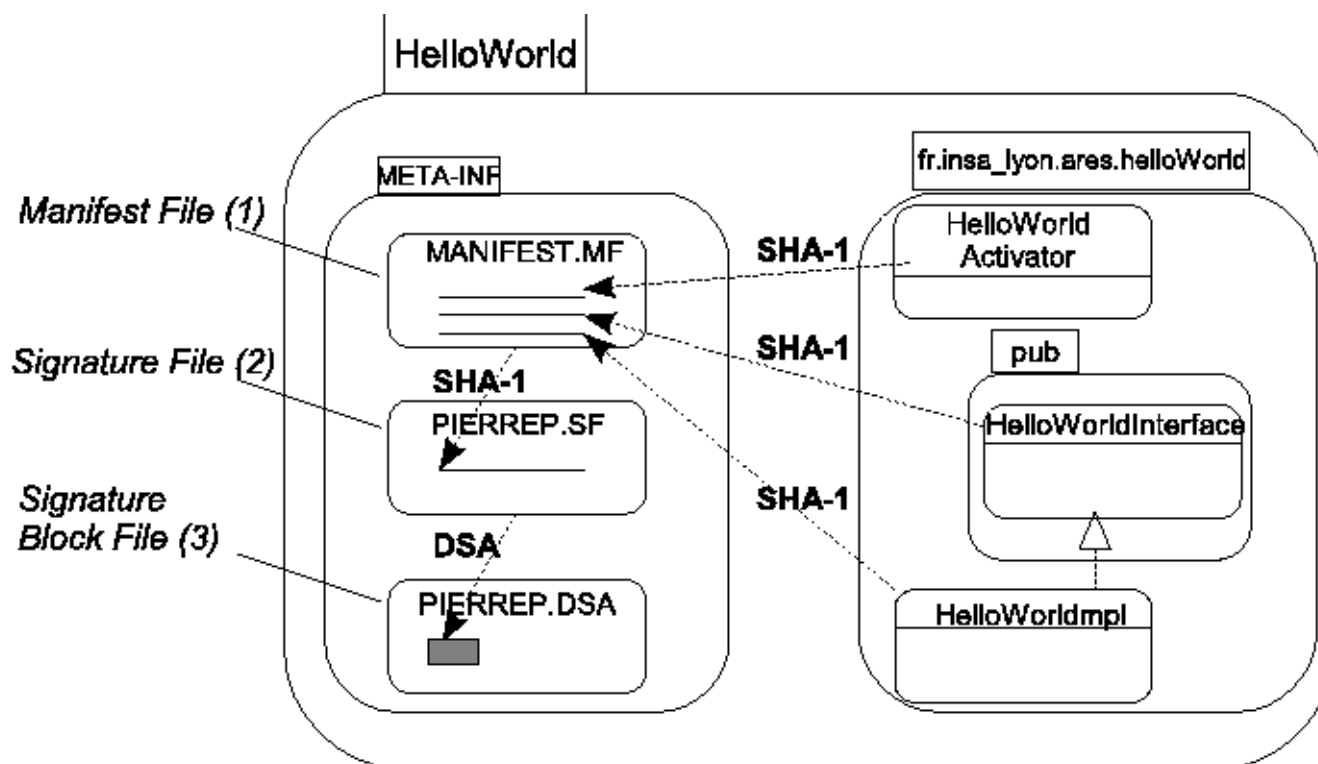 HelloWorld
fr.insa_lyon.ares.helloWorld
META-INF
Manifest File (1)
MANIFEST.MF
SHA-1
HelloWorld
Activator
Signature File (2)
SHA-1
PIERREP.SF
SHA-1
pub
HelloWorldInterface
Signature
Block File (3)
DSA
PIERREP.DSA
SHA-1
HelloWorldmpl